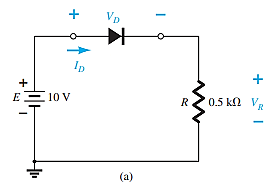 + V_D −
I_D
+
E 10 V
−
R 0.5 kΩ
+
V_R
−
(a)